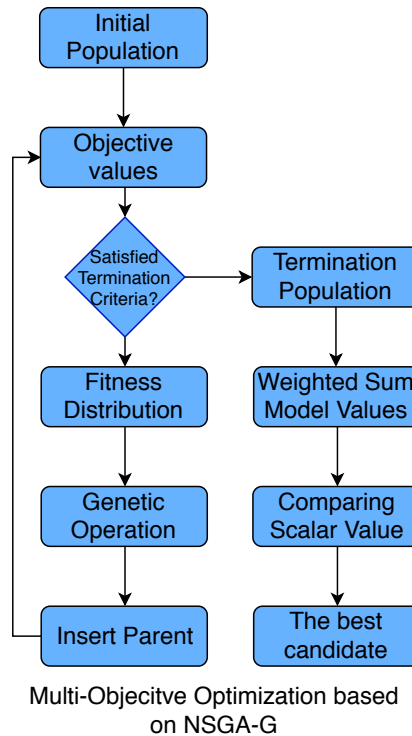 Initial
Population
Objective
values
Satisfied
Termination
Criteria?
Termination
Population
Fitness
Distribution
Weighted Sum
Model Values
Genetic
Operation
Comparing
Scalar Value
Insert Parent
The best
candidate
Multi-Objecitve Optimization based
on NSGA-G